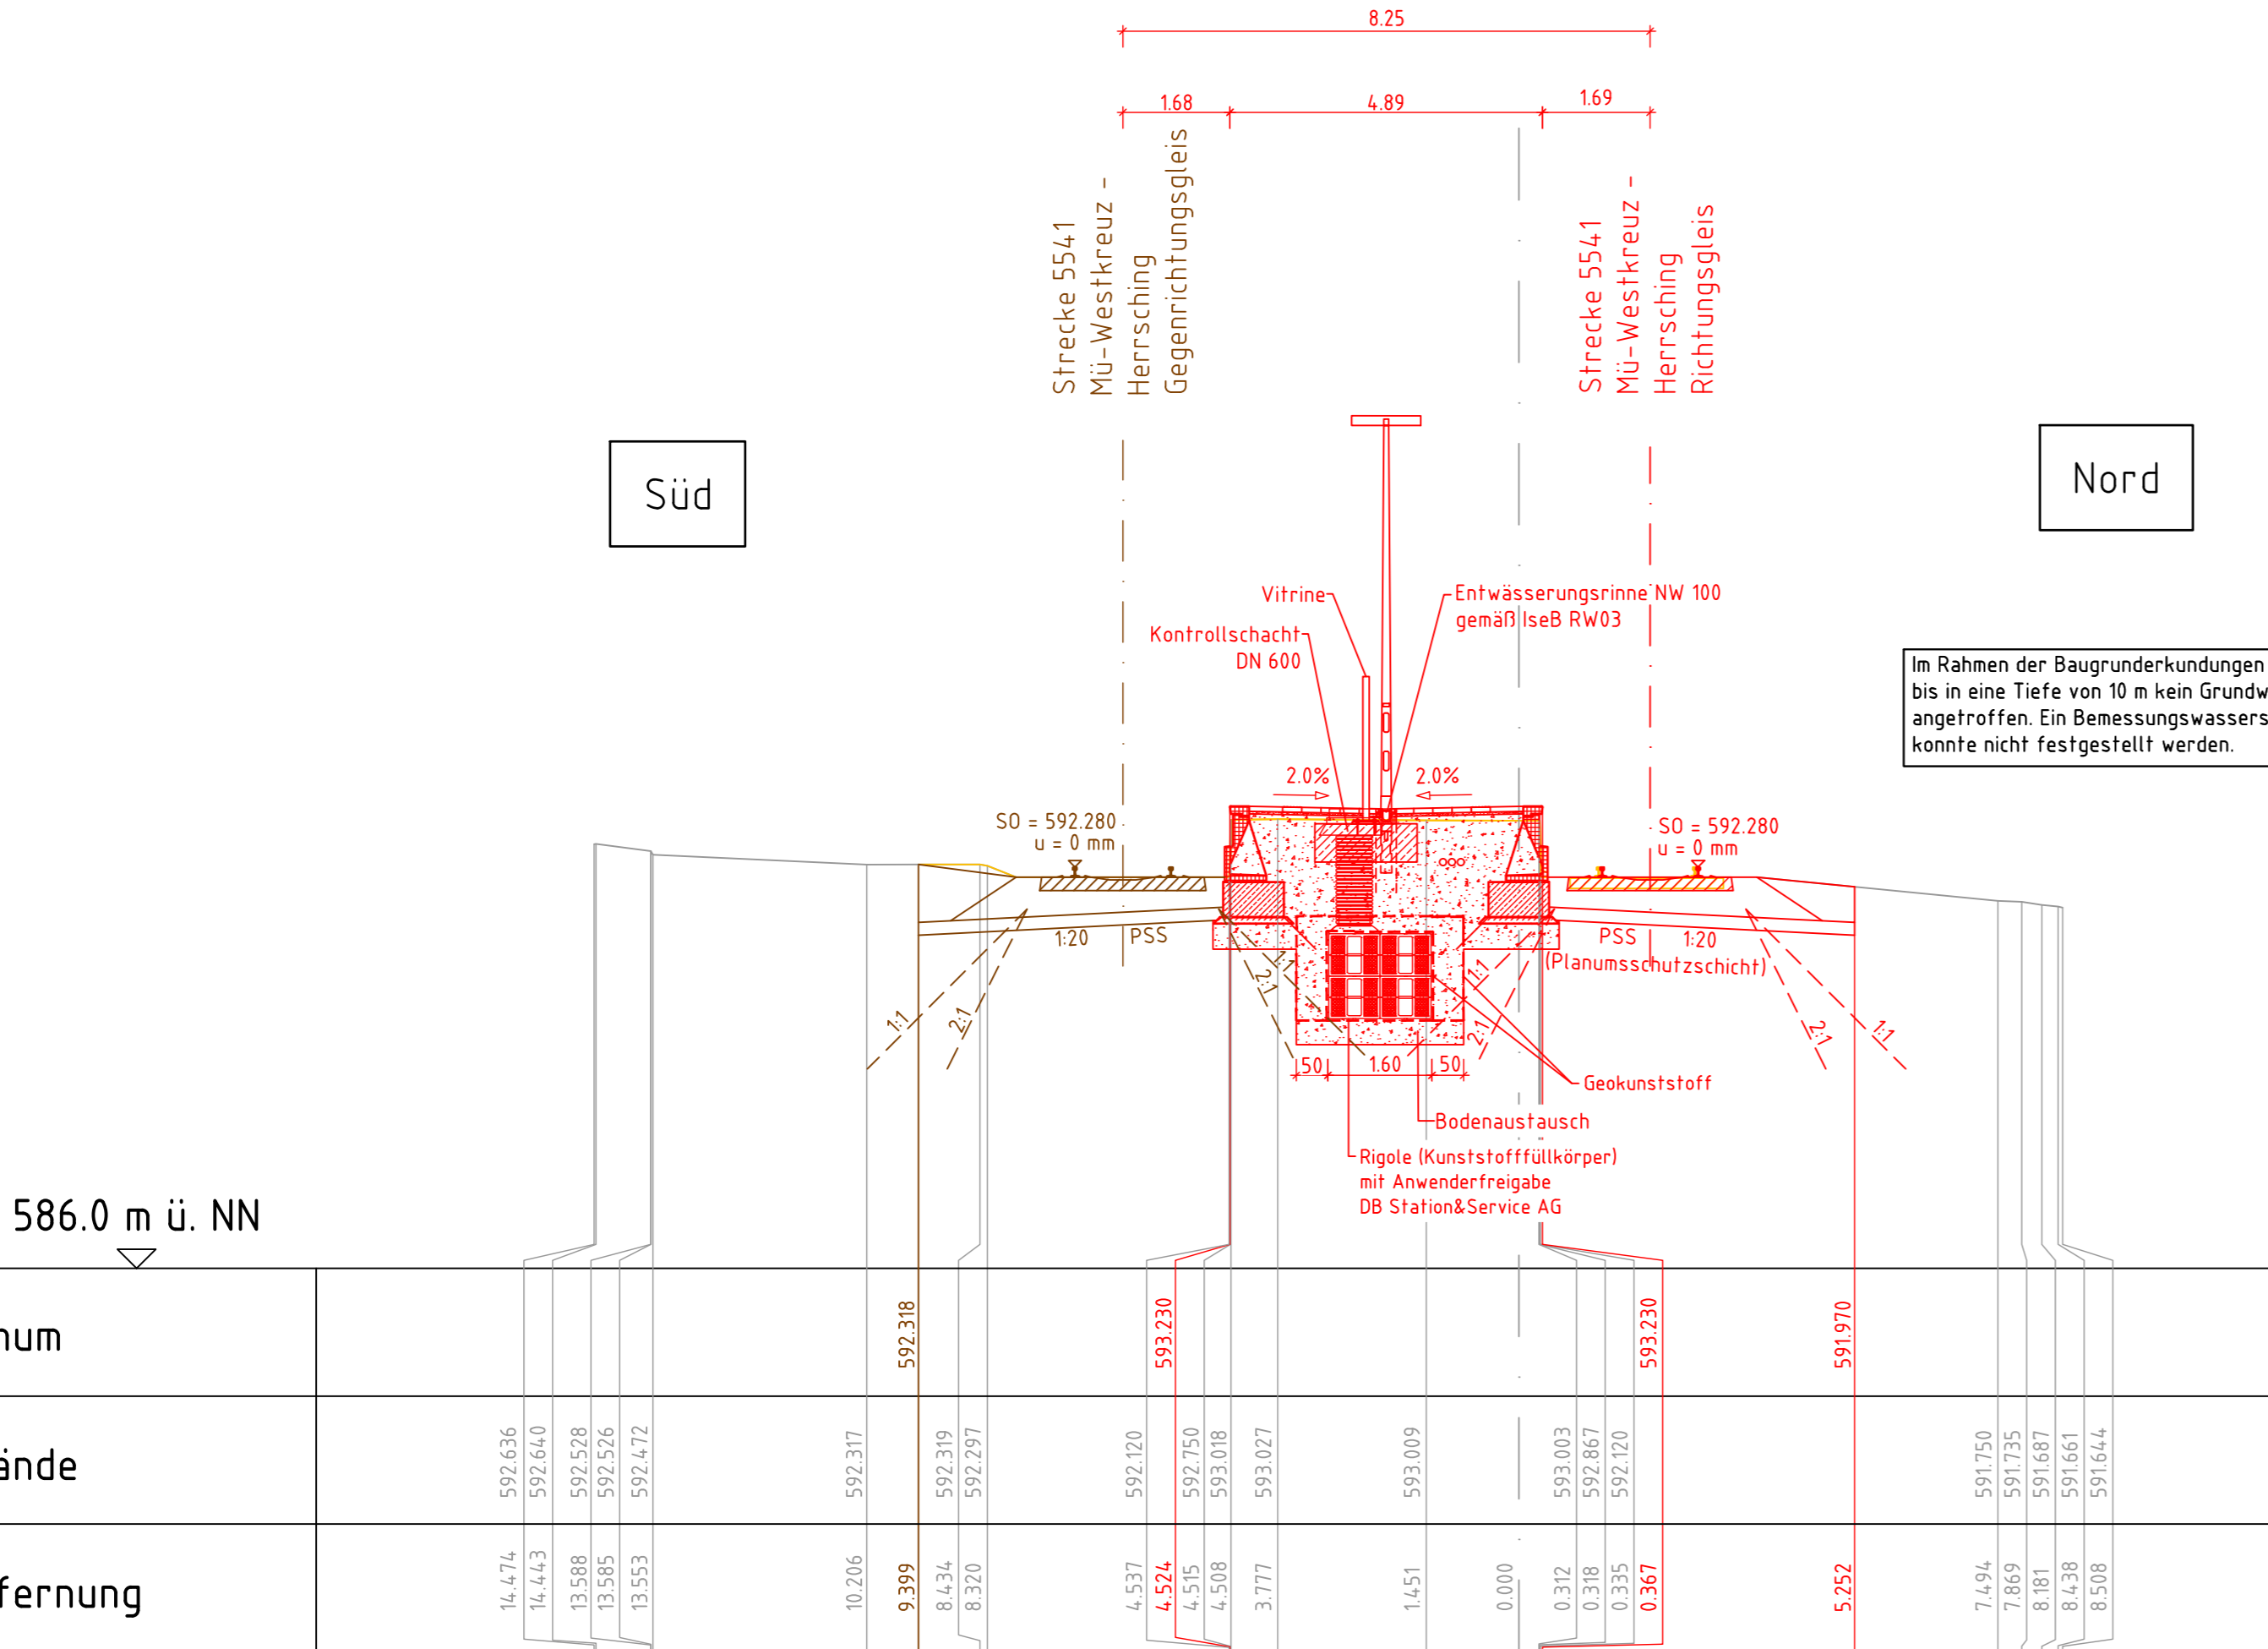 8.25
1.68
4.89
1.69
Strecke 5541
Mü-Westkreuz -
Herrsching
Gegenrichtungsgleis
Strecke 5541
Mü-Westkreuz -
Herrsching
Richtungsgleis
Süd
Nord
Vitrine
Kontrollschacht
DN 600
Entwässerungsrinne NW 100
gemäß IseB RW03
Im Rahmen der Baugrunderkundungen
bis in eine Tiefe von 10 m kein Grundw
angetroffen. Ein Bemessungswassers
konnte nicht festgestellt werden.
2.0%
2.0%
SO = 592.280
u = 0 mm
SO = 592.280
u = 0 mm
1:20
PSS
PSS
1:20
(Planumsschutzschicht)
1:1
2:1
2:1
1:1
1:1
2:1
2:1
1:1
50
1.60
50
Geokunststoff
Bodenaustausch
Rigole (Kunststofffüllkörper)
mit Anwenderfreigabe
DB Station&Service AG
586.0 m ü. NN
num
592.318
593.230
593.230
591.970
ände
592.636
592.640
592.528
592.526
592.472
592.317
592.319
592.297
592.120
592.750
593.018
593.027
593.009
593.003
592.867
592.120
591.750
591.735
591.687
591.661
591.644
fernung
14.474
14.443
13.588
13.585
13.553
10.206
9.399
8.434
8.320
4.537
4.524
4.515
4.508
3.777
1.451
0.000
0.312
0.318
0.335
0.367
5.252
7.494
7.869
8.181
8.438
8.508